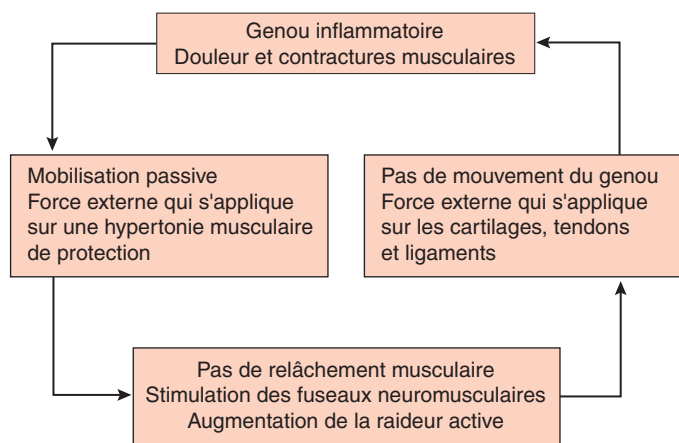 Genou inflammatoire
Douleur et contractures musculaires
Mobilisation passive
Force externe qui s'applique
sur une hypertonie musculaire
de protection
Pas de mouvement du genou
Force externe qui s'applique
sur les cartilages, tendons
et ligaments
Pas de relâchement musculaire
Stimulation des fuseaux neuromusculaires
Augmentation de la raideur active